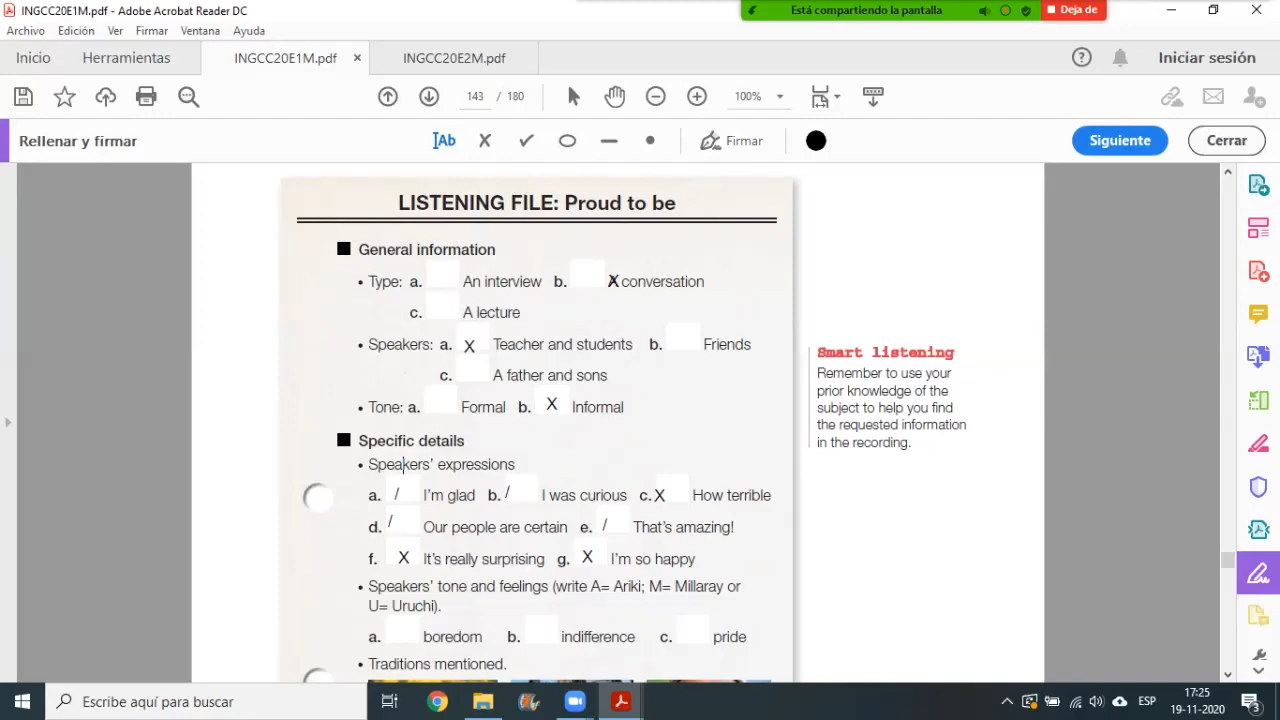 INGCC20E1M.pdf - Adobe Acrobat Reader DC
Está compartiendo la pantalla
Deja de
Archivo Edición Ver Firmar Ventana Ayuda
Inicio Herramientas INGCC20E1M.pdf × INGCC20E2M.pdf
Iniciar sesión
143 / 180
100%
Rellenar y firmar
Ab
Firmar
Siguiente
Cerrar
LISTENING FILE: Proud to be
General information
• Type: a. An interview b. X conversation
c. A lecture
• Speakers: a. X Teacher and students b. Friends
c. A father and sons
• Tone: a. Formal b. X Informal
Specific details
• Speakers' expressions
a. / I'm glad b. / I was curious c. X How terrible
d. / Our people are certain e. / That's amazing!
f. X It's really surprising g. X I'm so happy
• Speakers' tone and feelings (write A= Ariki; M= Millaray or
U= Uruchi).
a. boredom b. indifference c. pride
• Traditions mentioned.
Smart listening
Remember to use your
prior knowledge of the
subject to help you find
the requested information
in the recording.
Escribe aquí para buscar
ESP
17:25
19-11-2020
3